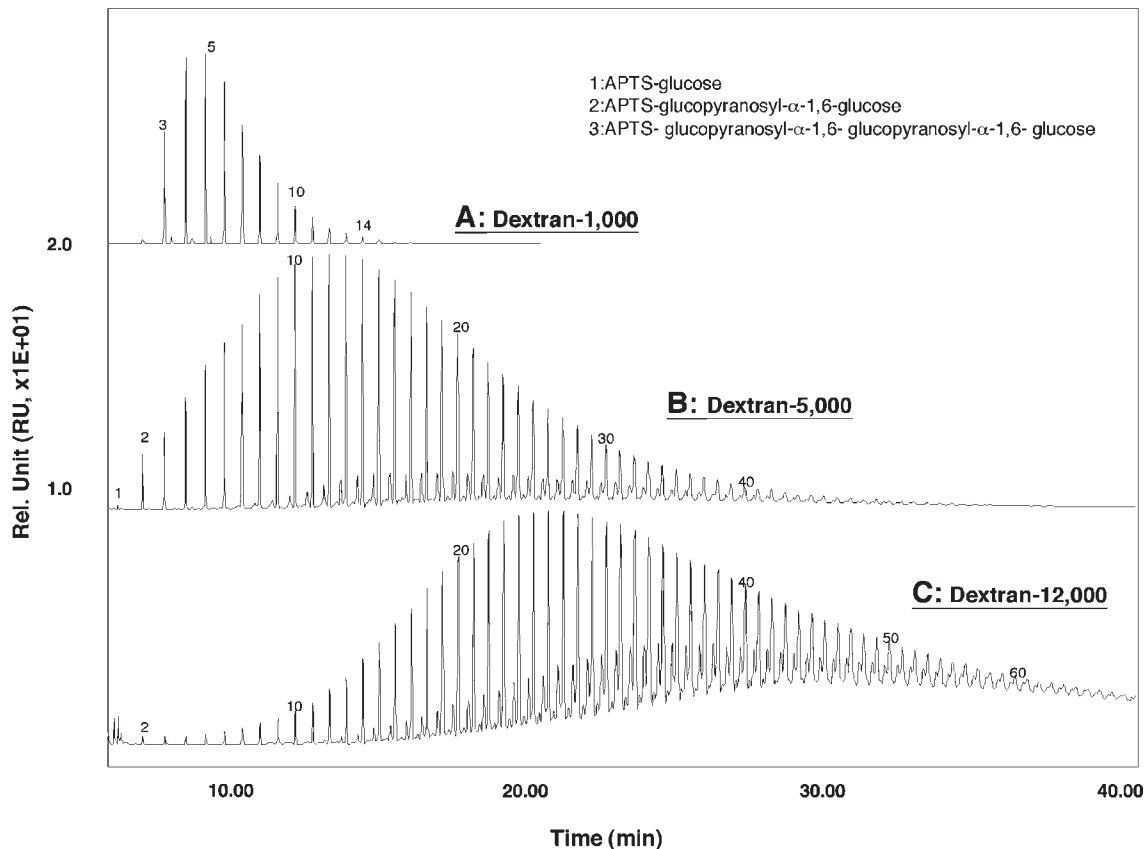 5
1:APTS-glucose
2:APTS-glucopyranosyl-α-1,6-glucose
3
3:APTS- glucopyranosyl-α-1,6- glucopyranosyl-α-1,6- glucose
10
A: Dextran-1,000
14
2.0
10
Rel. Unit (RU, x1E+01)
20
B: Dextran-5,000
2
30
1.0
1
40
20
40
C: Dextran-12,000
50
60
10
2
10.00
20.00
30.00
40.00
Time (min)